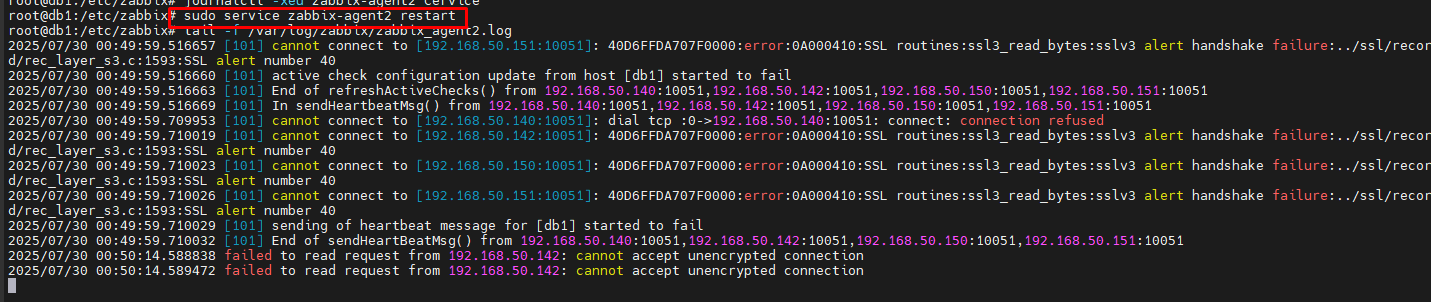 root@db1:/etc/zabbix# journalctl -xeu zabbix-agent2 cervice
root@db1:/etc/zabbix# sudo service zabbix-agent2 restart
root@db1:/etc/zabbix# tail -f /var/log/zabbix/zabbix_agent2.log
2025/07/30 00:49:59.516657 [101] cannot connect to [192.168.50.151:10051]: 40D6FFDA707F0000:error:0A000410:SSL routines:ssl3_read_bytes:sslv3 alert handshake failure:../ssl/recor
d/rec_layer_s3.c:1593:SSL alert number 40
2025/07/30 00:49:59.516660 [101] active check configuration update from host [db1] started to fail
2025/07/30 00:49:59.516663 [101] End of refreshActiveChecks() from 192.168.50.140:10051,192.168.50.142:10051,192.168.50.150:10051,192.168.50.151:10051
2025/07/30 00:49:59.516669 [101] In sendHeartbeatMsg() from 192.168.50.140:10051,192.168.50.142:10051,192.168.50.150:10051,192.168.50.151:10051
2025/07/30 00:49:59.709953 [101] cannot connect to [192.168.50.140:10051]: dial tcp :0->192.168.50.140:10051: connect: connection refused
2025/07/30 00:49:59.710019 [101] cannot connect to [192.168.50.142:10051]: 40D6FFDA707F0000:error:0A000410:SSL routines:ssl3_read_bytes:sslv3 alert handshake failure:../ssl/recor
d/rec_layer_s3.c:1593:SSL alert number 40
2025/07/30 00:49:59.710023 [101] cannot connect to [192.168.50.150:10051]: 40D6FFDA707F0000:error:0A000410:SSL routines:ssl3_read_bytes:sslv3 alert handshake failure:../ssl/recor
d/rec_layer_s3.c:1593:SSL alert number 40
2025/07/30 00:49:59.710026 [101] cannot connect to [192.168.50.151:10051]: 40D6FFDA707F0000:error:0A000410:SSL routines:ssl3_read_bytes:sslv3 alert handshake failure:../ssl/recor
d/rec_layer_s3.c:1593:SSL alert number 40
2025/07/30 00:49:59.710029 [101] sending of heartbeat message for [db1] started to fail
2025/07/30 00:49:59.710032 [101] End of sendHeartBeatMsg() from 192.168.50.140:10051,192.168.50.142:10051,192.168.50.150:10051,192.168.50.151:10051
2025/07/30 00:50:14.588838 failed to read request from 192.168.50.142: cannot accept unencrypted connection
2025/07/30 00:50:14.589472 failed to read request from 192.168.50.142: cannot accept unencrypted connection